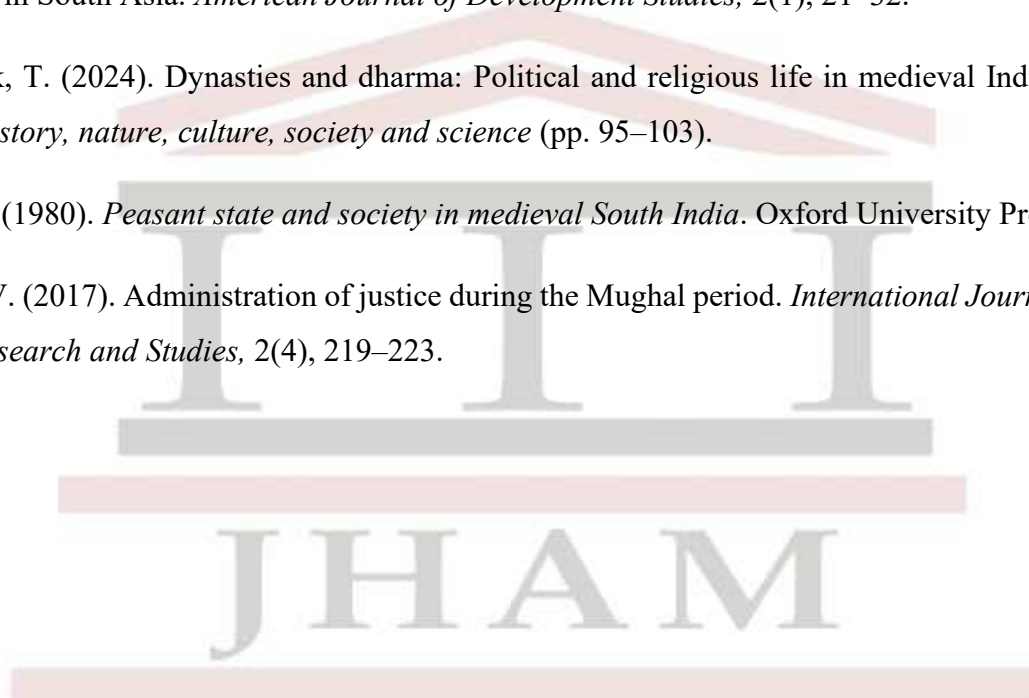 in South Asia. American Journal of Development Studies, 2(1), 21–32.
k, T. (2024). Dynasties and dharma: Political and religious life in medieval Ind
story, nature, culture, society and science (pp. 95–103).
(1980). Peasant state and society in medieval South India. Oxford University Pr
V. (2017). Administration of justice during the Mughal period. International Jour
search and Studies, 2(4), 219–223.
JHAM